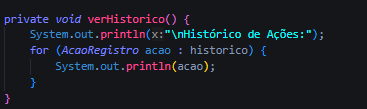 private void verHistorico() {
System.out.println(x:"\nHistórico de Ações:");
for (AcaoRegistro acao : historico) {
System.out.println(acao);
}
}